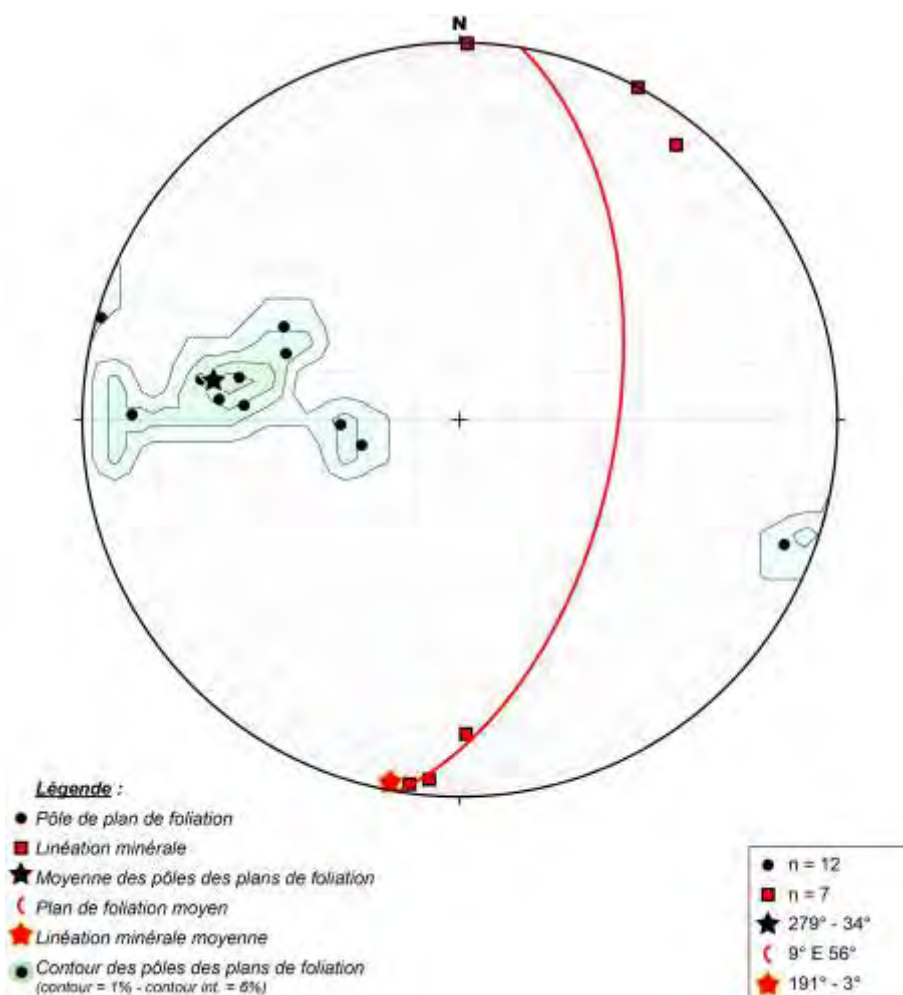 N
Légende :
Pôle de plan de foliation
Linéation minérale
Moyenne des pôles des plans de foliation
Plan de foliation moyen
Linéation minérale moyenne
Contour des pôles des plans de foliation
(contour = 1% - contour int. = 6%)
n = 12
n = 7
279° - 34°
9° E 56°
191° - 3°